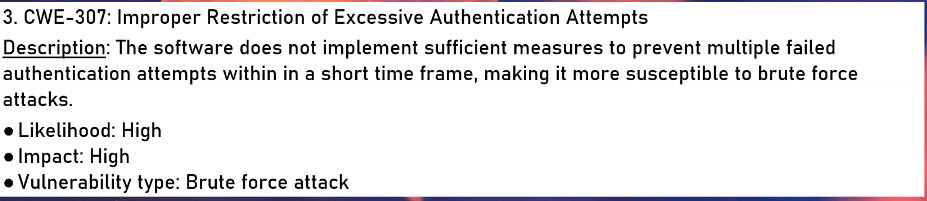 3. CWE-307: Improper Restriction of Excessive Authentication Attempts
Description: The software does not implement sufficient measures to prevent multiple failed
authentication attempts within in a short time frame, making it more susceptible to brute force
attacks.
● Likelihood: High
● Impact: High
● Vulnerability type: Brute force attack